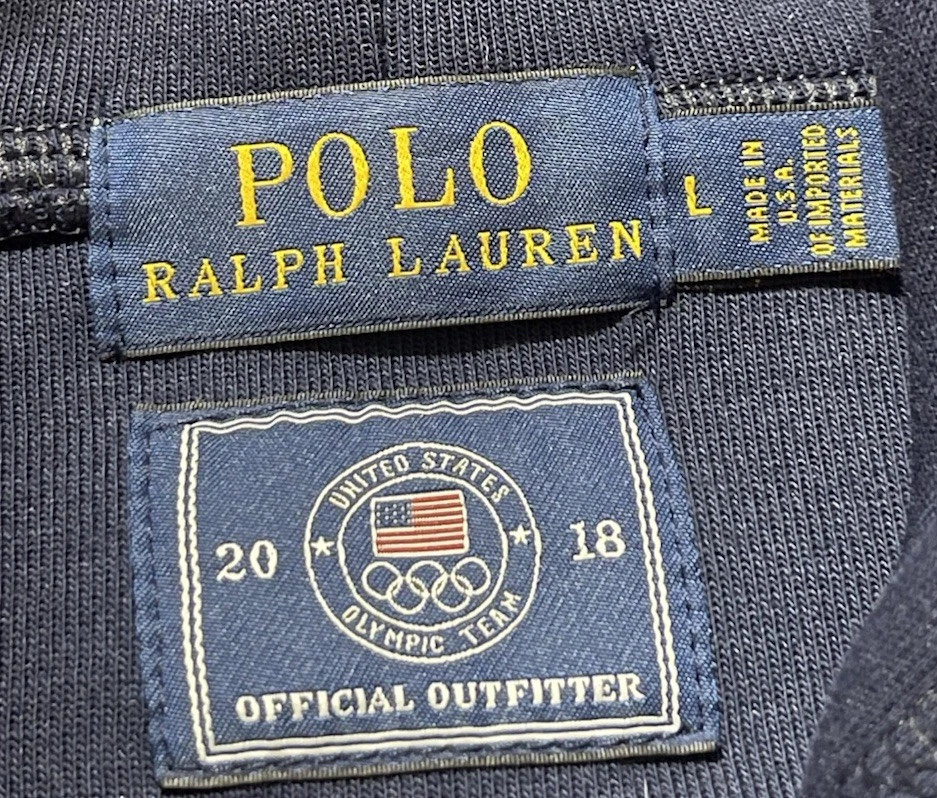 POLO
RALPH LAUREN
L
MADE IN
U.S.A.
OF IMPORTED
MATERIALS
UNITED STATES
20 18
OLYMPIC TEAM
OFFICIAL OUTFITTER